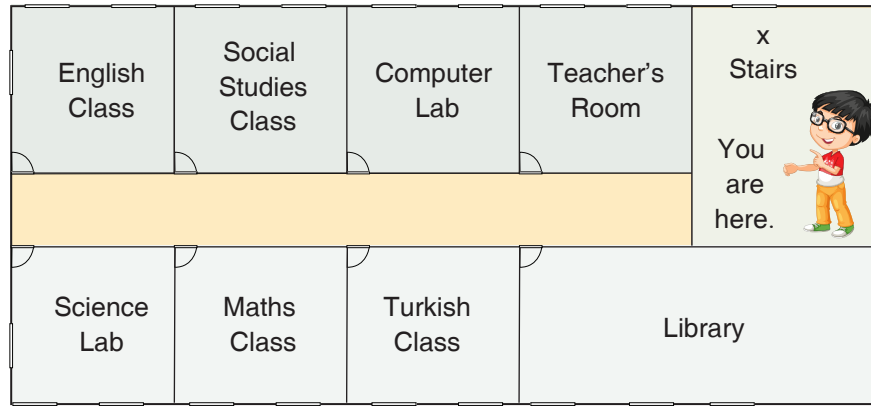 English
Class
Social
Studies
Class
Computer
Lab
Teacher's
Room
x
Stairs
You
are
here.
Science
Lab
Maths
Class
Turkish
Class
Library